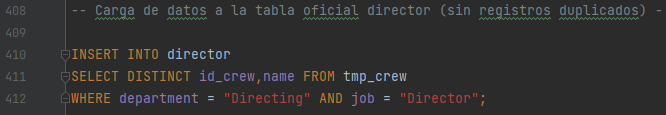 408 -- Carga de datos a la tabla oficial director (sin registros duplicados) -
409
410 INSERT INTO director
411 SELECT DISTINCT id_crew,name FROM tmp_crew
412 WHERE department = "Directing" AND job = "Director";